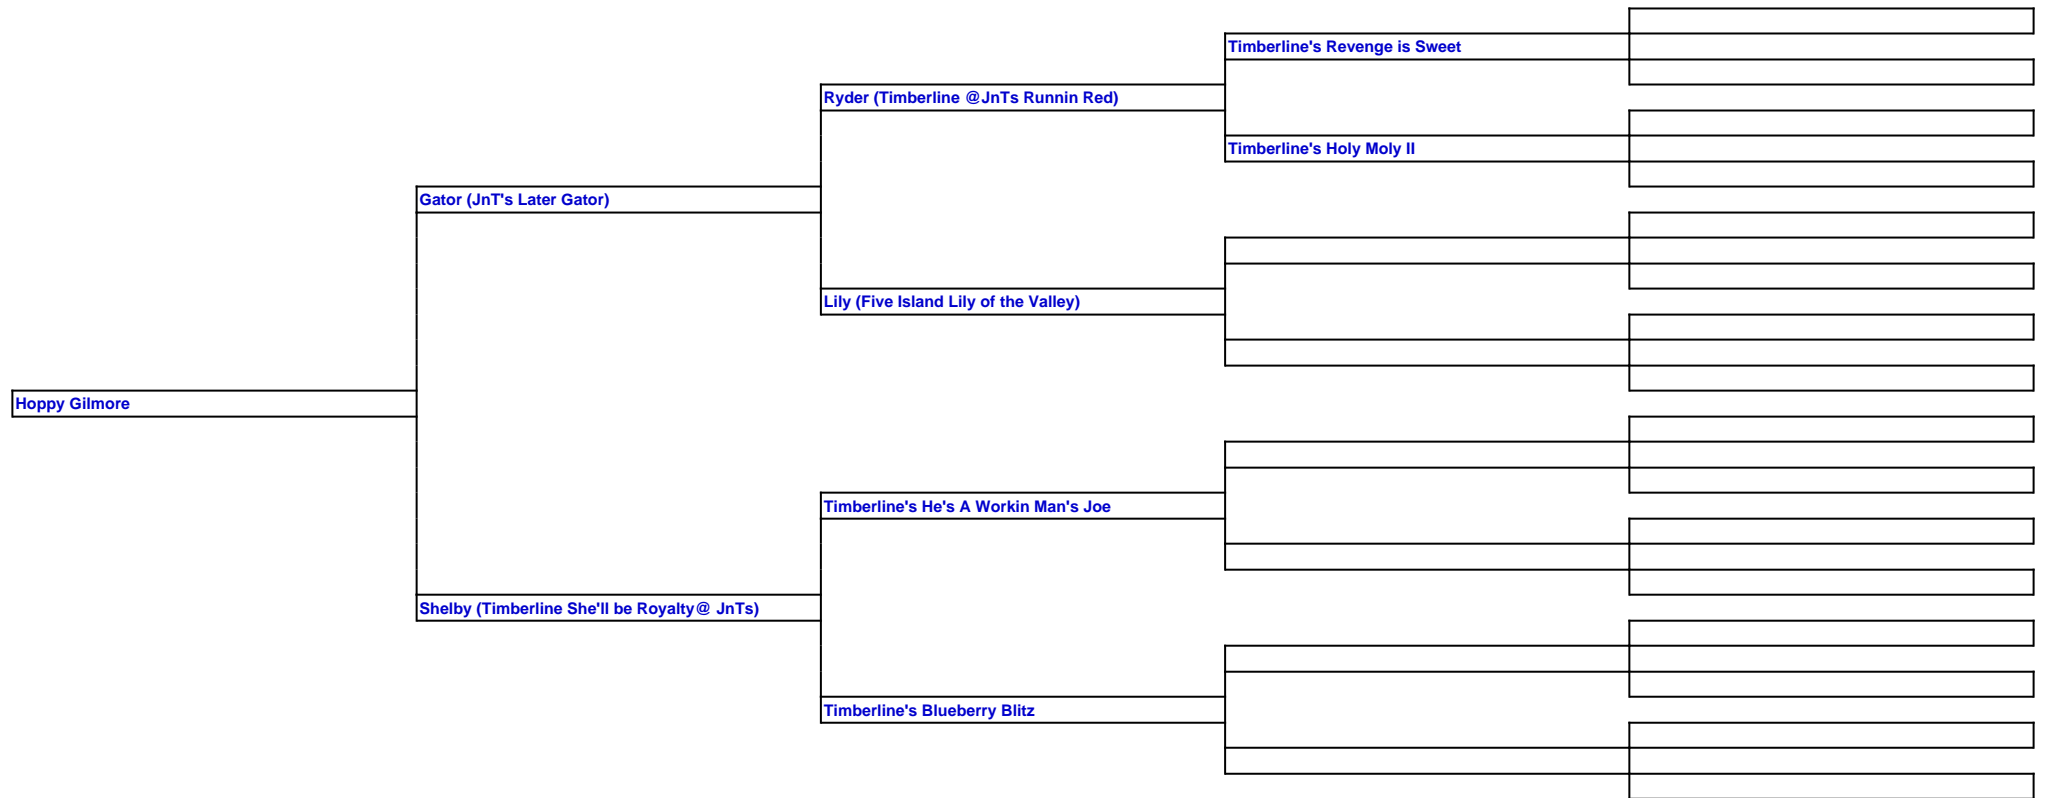 Timberline's Revenge is Sweet
Ryder (Timberline @JnTs Runnin Red)
Timberline's Holy Moly II
Gator (JnT's Later Gator)
Lily (Five Island Lily of the Valley)
Hoppy Gilmore
Timberline's He's A Workin Man's Joe
Shelby (Timberline She'll be Royalty@ JnTs)
Timberline's Blueberry Blitz